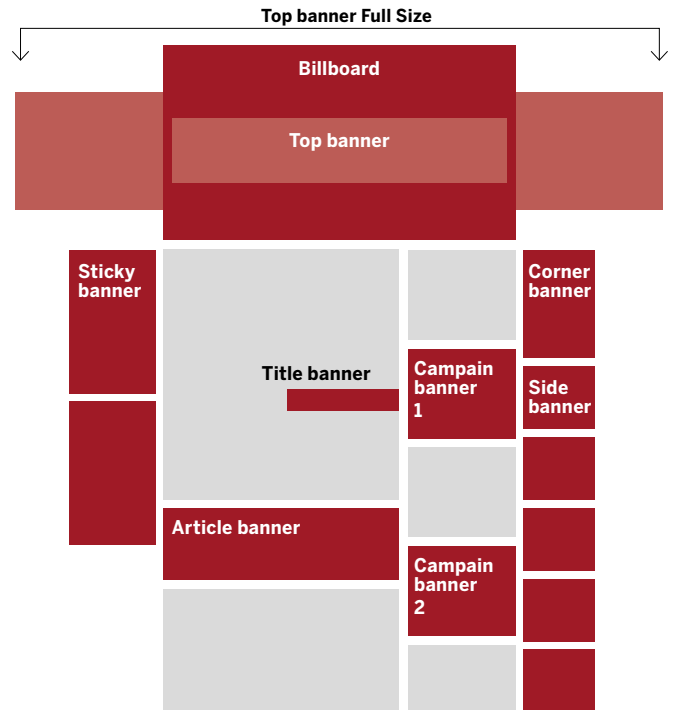 Top banner Full Size
Billboard
Top banner
Sticky
banner
Corner
banner
Title banner
Campain
banner
1
Side
banner
Article banner
Campain
banner
2